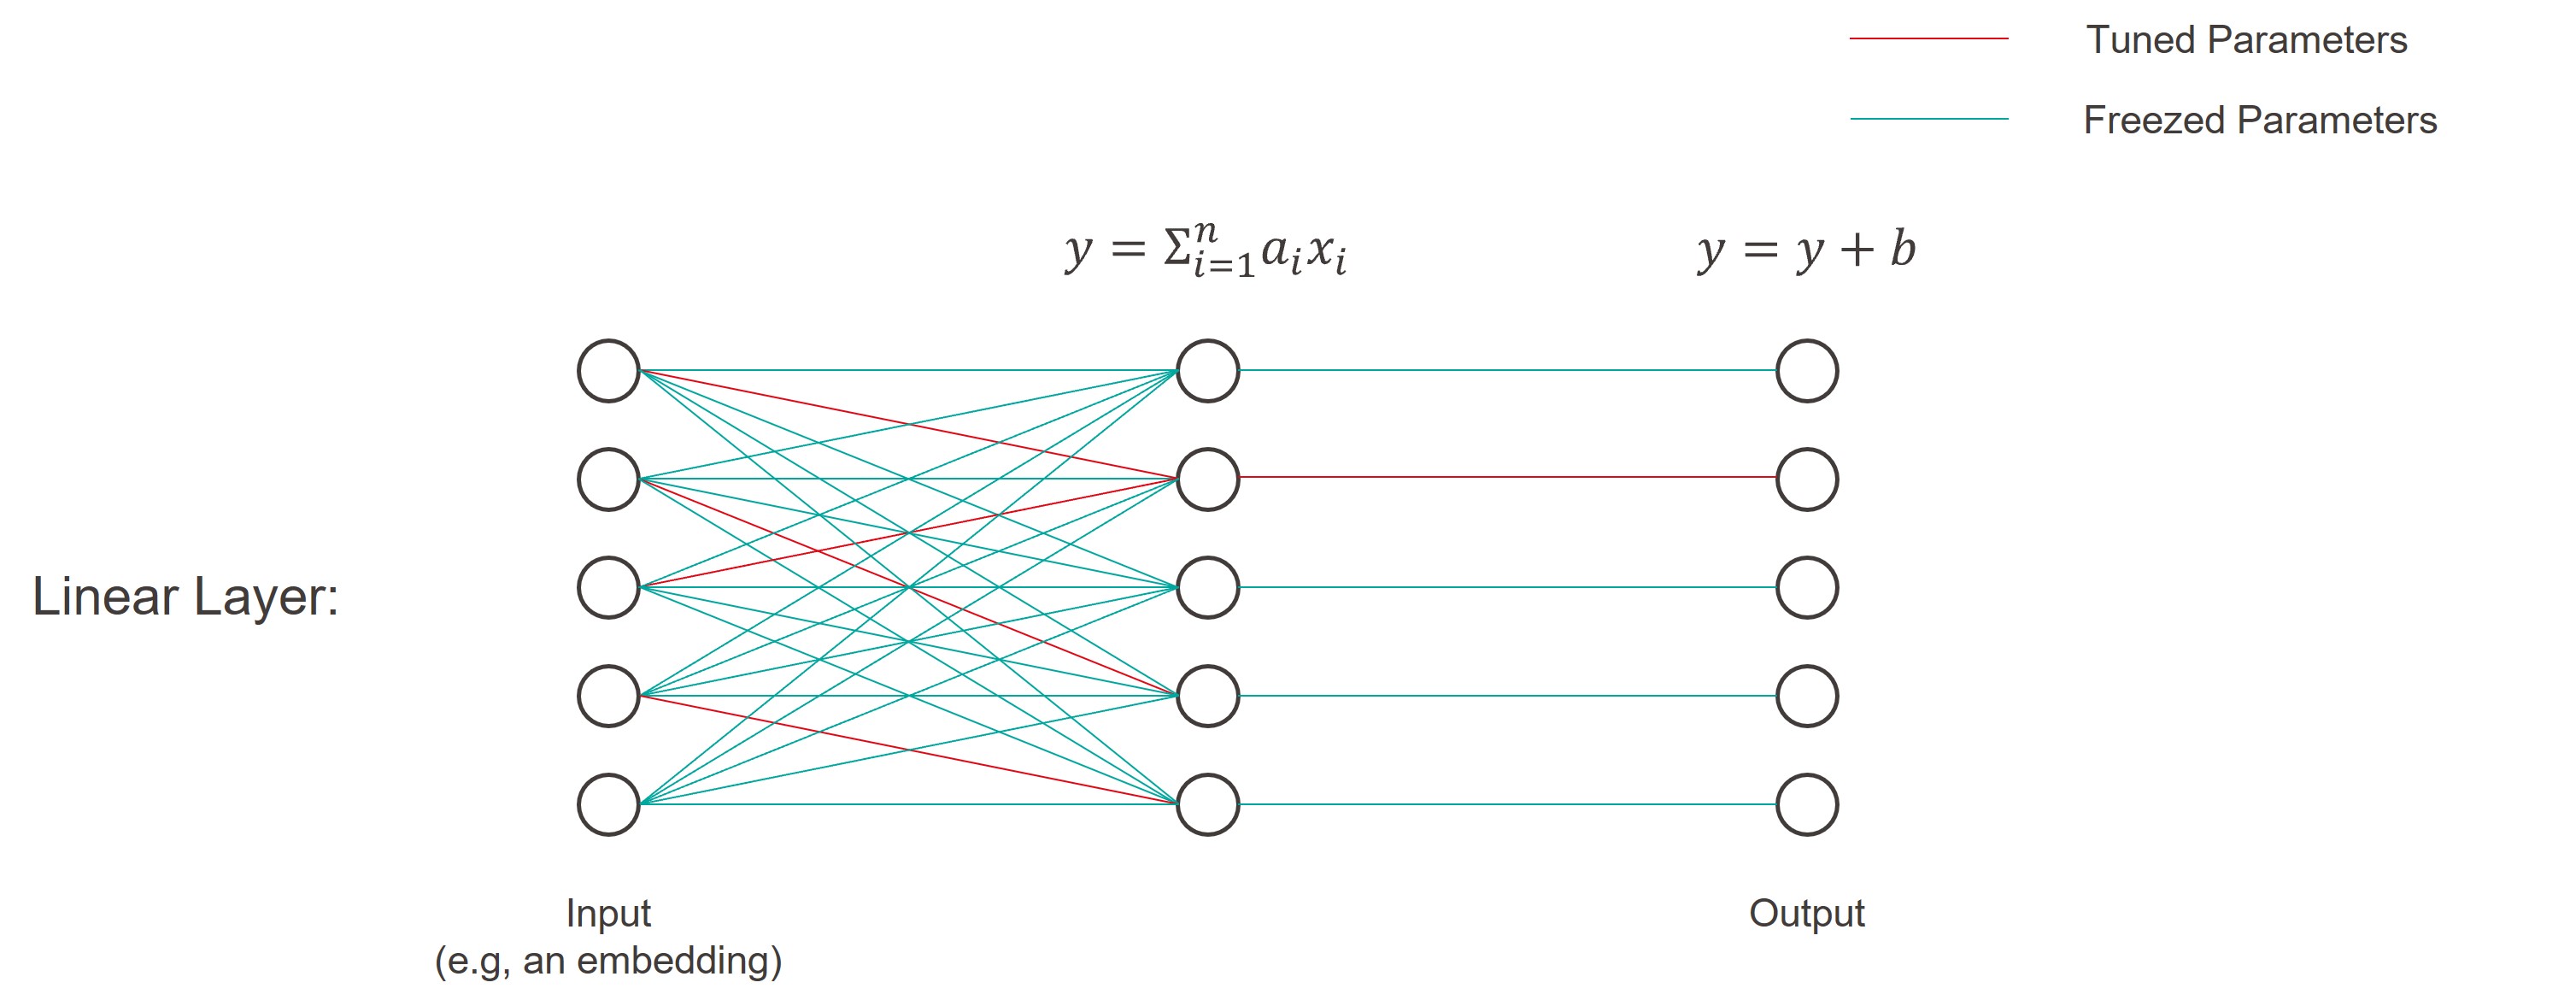 Tuned Parameters
Freezed Parameters
$y = \Sigma_{i=1}^{n} a_i x_i$
$y = y + b$
Linear Layer:
Input
(e.g, an embedding)
Output